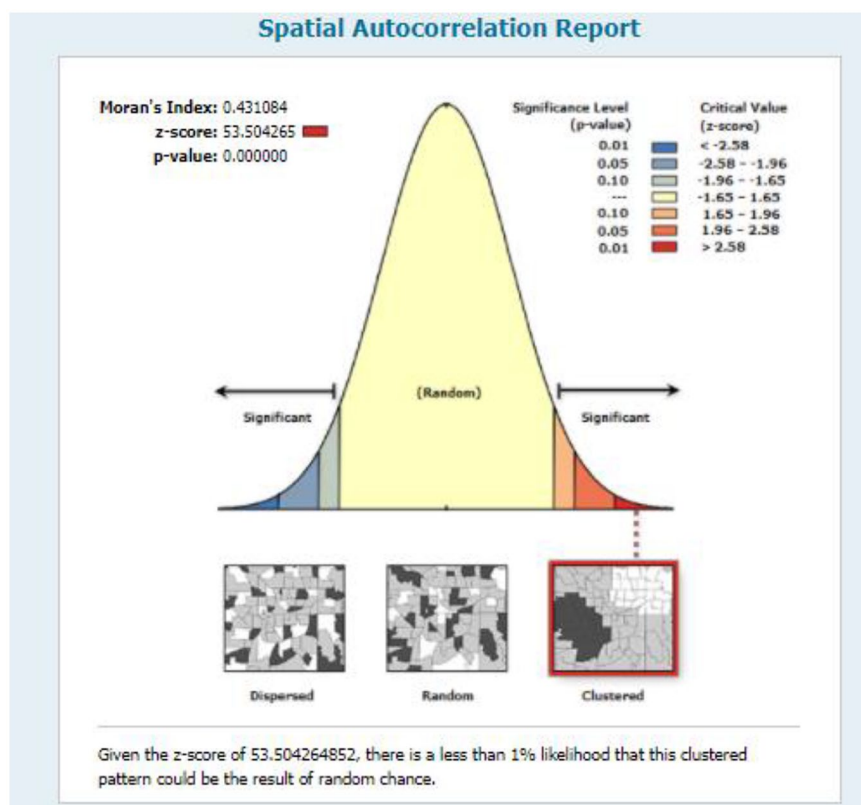 Spatial Autocorrelation Report
Moran's Index: 0.431084
z-score: 53.504265
p-value: 0.000000
Significance Level (p-value)
Critical Value (z-score)
0.01 < -2.58
0.05 -2.58 - -1.96
0.10 -1.96 - -1.65
--- -1.65 - 1.65
0.10 1.65 - 1.96
0.05 1.96 - 2.58
0.01 > 2.58
(Random)
Significant
Significant
Dispersed
Random
Clustered
Given the z-score of 53.504264852, there is a less than 1% likelihood that this clustered
pattern could be the result of random chance.